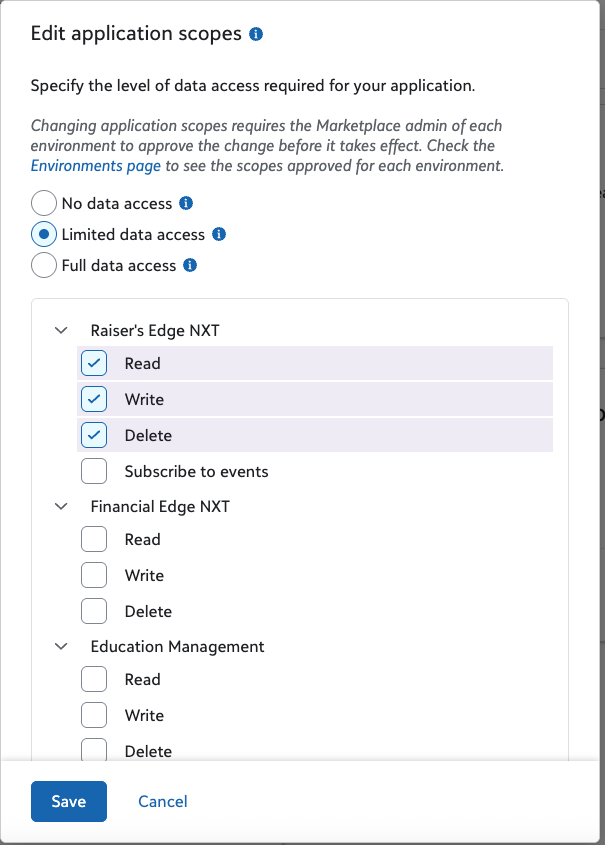 Edit application scopes
Specify the level of data access required for your application.
Changing application scopes requires the Marketplace admin of each
environment to approve the change before it takes effect. Check the
Environments page to see the scopes approved for each environment.
No data access
Limited data access
Full data access
Raiser's Edge NXT
Read
Write
Delete
Subscribe to events
Financial Edge NXT
Read
Write
Delete
Education Management
Read
Write
Delete
Save
Cancel